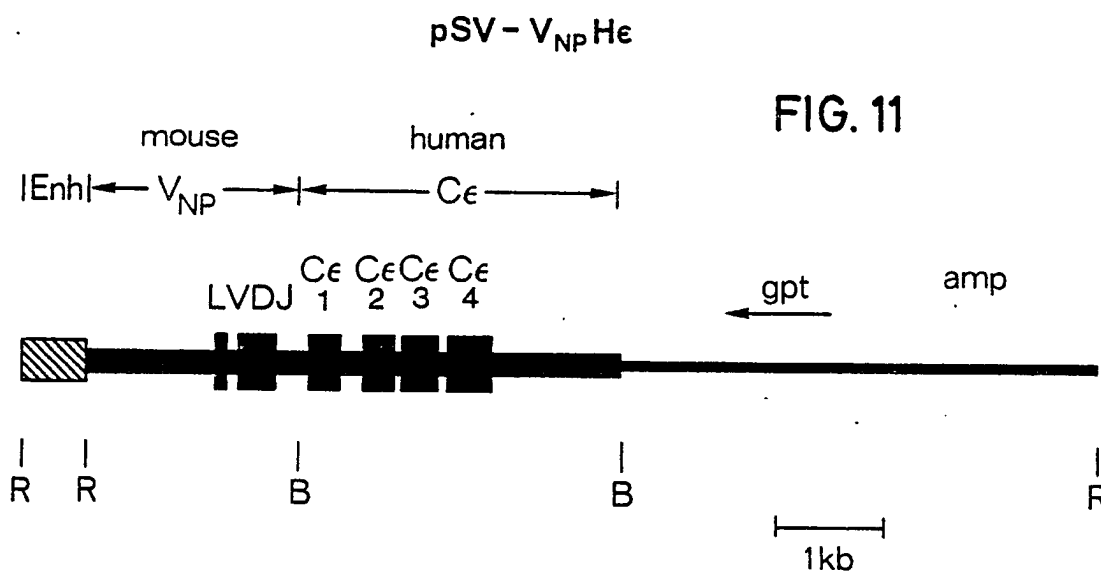 pSV – V_NP Hε
FIG. 11
mouse human
|Enh| V_NP Cε
Cε Cε Cε Cε
LVDJ 1 2 3 4
gpt amp
R R B B R
1kb